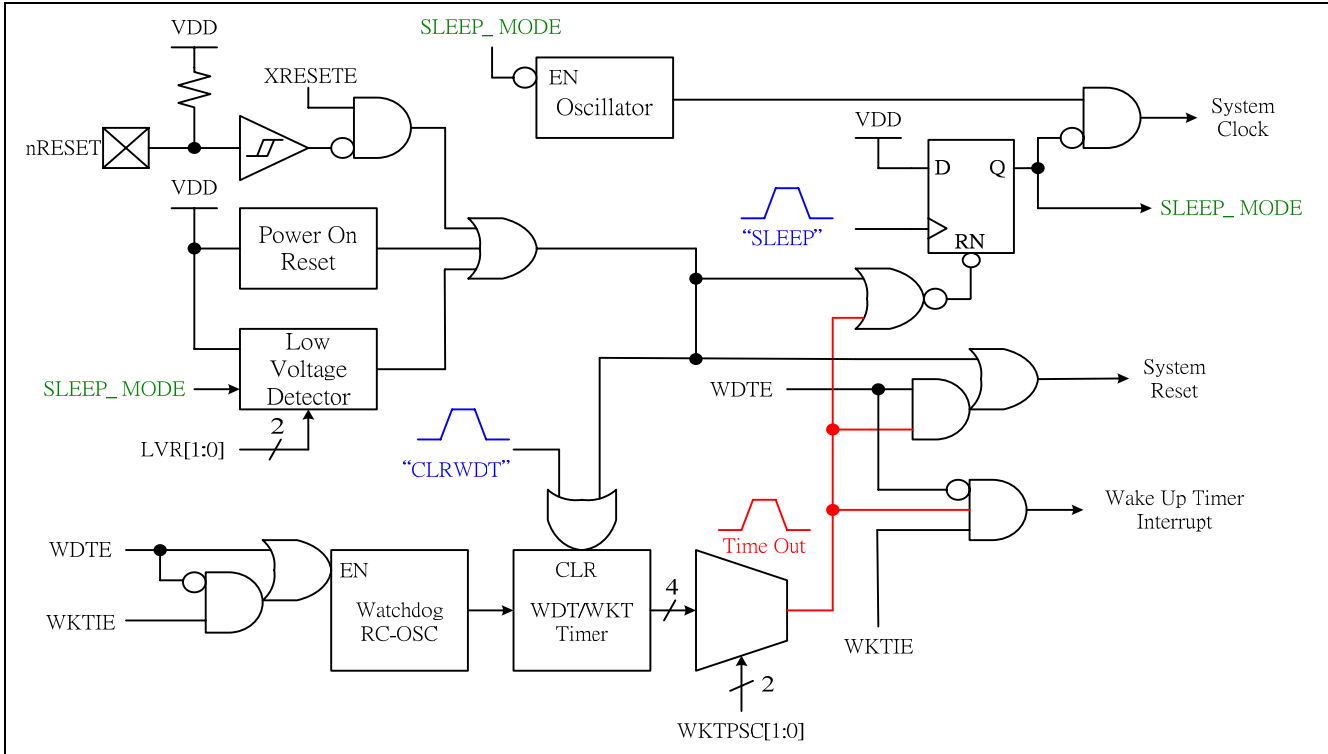 SLEEP_ MODE
VDD
XRESETE
EN
Oscillator
System
Clock
VDD
nRESET
D
Q
VDD
SLEEP_ MODE
Power On
Reset
“SLEEP”
RN
Low
Voltage
Detector
System
Reset
SLEEP_ MODE
WDTE
2
LVR[1:0]
“CLRWDT”
Wake Up Timer
Interrupt
Time Out
WDTE
EN
CLR
4
WDT/WKT
Timer
Watchdog
RC-OSC
WKTIE
WKTIE
2
WKTPSC[1:0]